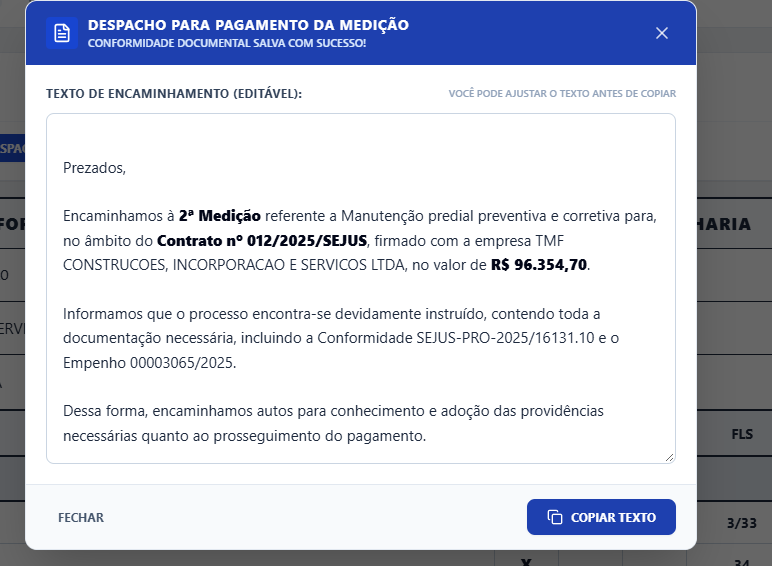 DESPACHO PARA PAGAMENTO DA MEDIÇÃO
CONFORMIDADE DOCUMENTAL SALVA COM SUCESSO!
TEXTO DE ENCAMINHAMENTO (EDITÁVEL):
VOCÊ PODE AJUSTAR O TEXTO ANTES DE COPIAR
Prezados,
Encaminhamos à 2ª Medição referente a Manutenção predial preventiva e corretiva para,
no âmbito do Contrato nº 012/2025/SEJUS, firmado com a empresa TMF
CONSTRUCOES, INCORPORACAO E SERVICOS LTDA, no valor de R$ 96.354,70.
Informamos que o processo encontra-se devidamente instruído, contendo toda a
documentação necessária, incluindo a Conformidade SEJUS-PRO-2025/16131.10 e o
Empenho 00003065/2025.
Dessa forma, encaminhamos autos para conhecimento e adoção das providências
necessárias quanto ao prosseguimento do pagamento.
FECHAR
COPIAR TEXTO
HARIA
FLS
3/33
X
34